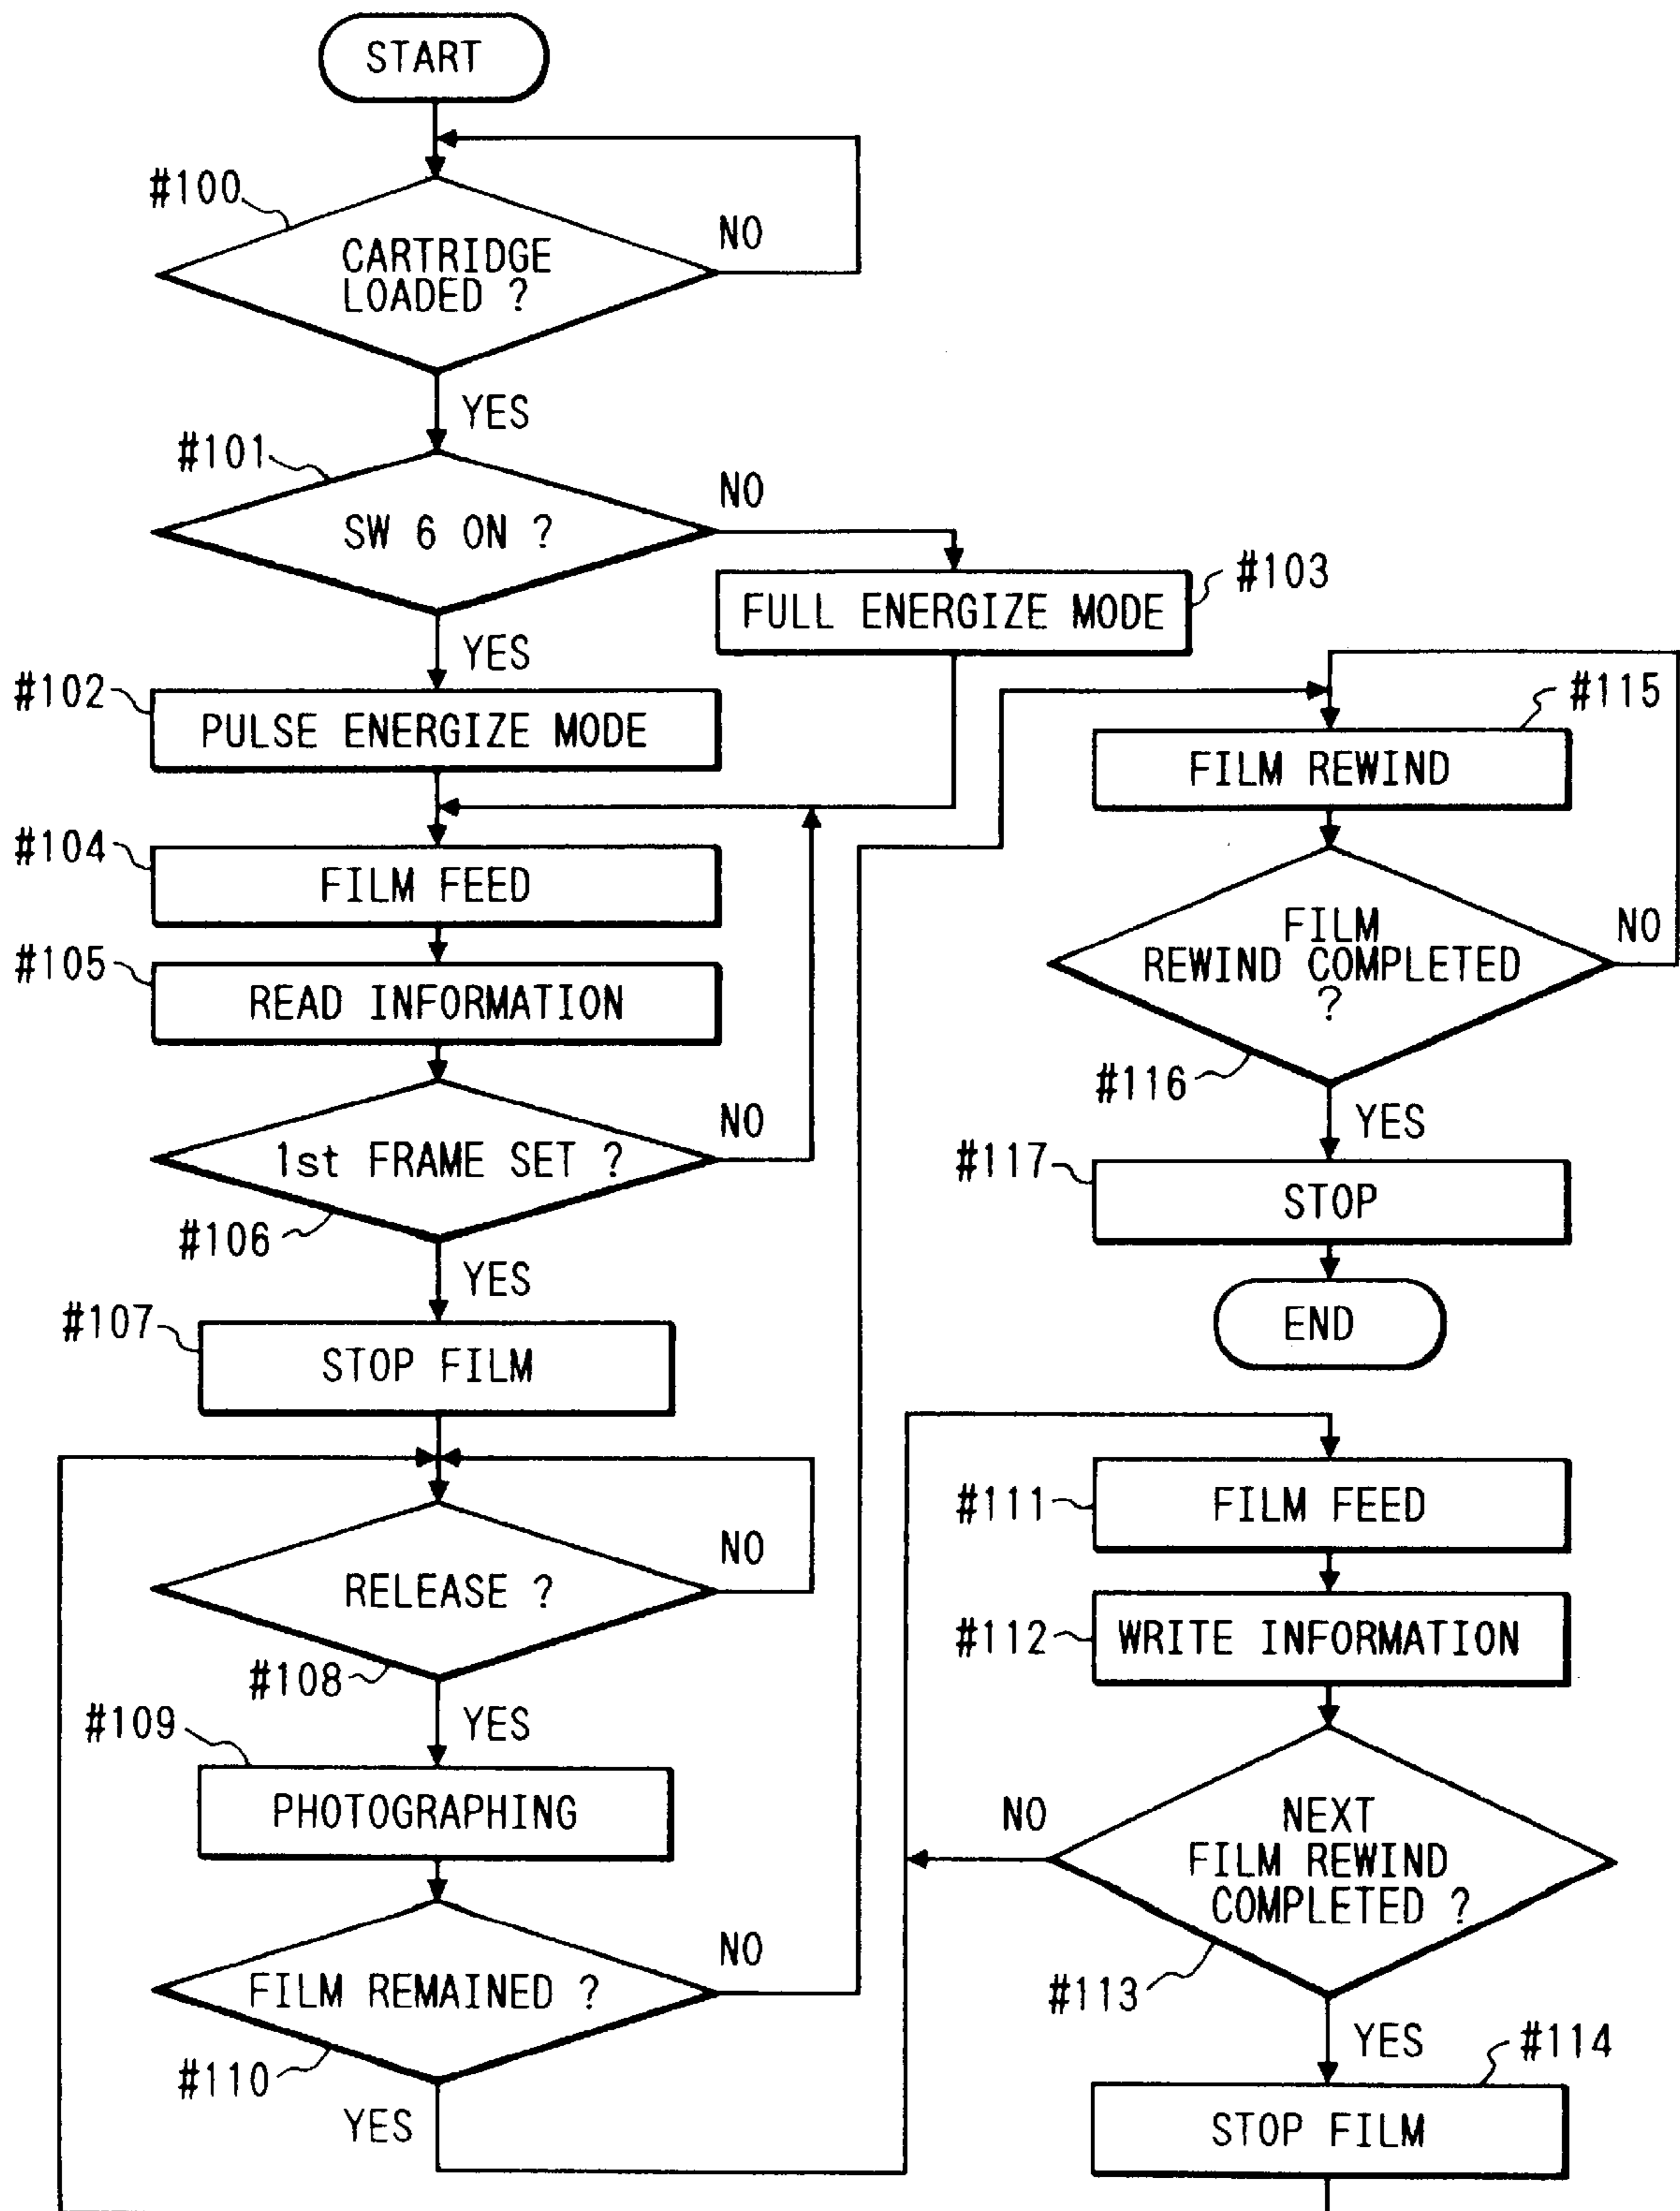 START
#100
CARTRIDGE
LOADED ?
NO
YES
#101
SW 6 ON ?
NO
YES
#103
FULL ENERGIZE MODE
#102
PULSE ENERGIZE MODE
#104
FILM FEED
#105
READ INFORMATION
1st FRAME SET ?
NO
#106
YES
#107
STOP FILM
RELEASE ?
NO
#108
YES
#109
PHOTOGRAPHING
FILM REMAINED ?
NO
#110
YES
#115
FILM REWIND
FILM
REWIND COMPLETED
?
NO
#116
YES
#117
STOP
END
#111
FILM FEED
#112
WRITE INFORMATION
NO
NEXT
FILM REWIND
COMPLETED ?
#113
YES
#114
STOP FILM